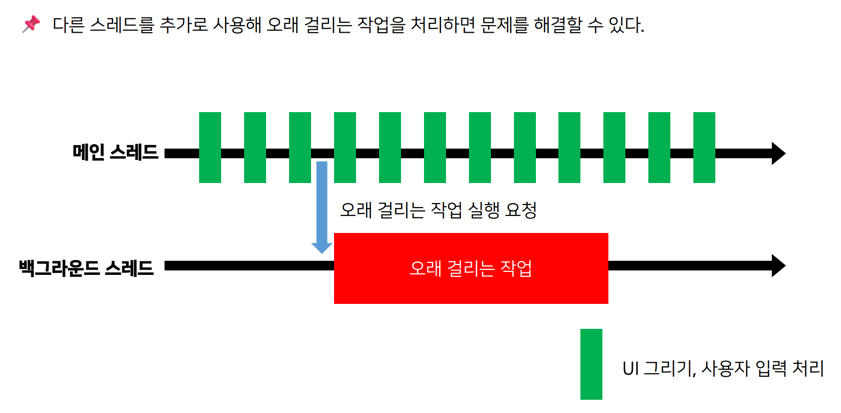 다른 스레드를 추가로 사용해 오래 걸리는 작업을 처리하면 문제를 해결할 수 있다.
메인 스레드
오래 걸리는 작업 실행 요청
백그라운드 스레드
오래 걸리는 작업
UI 그리기, 사용자 입력 처리